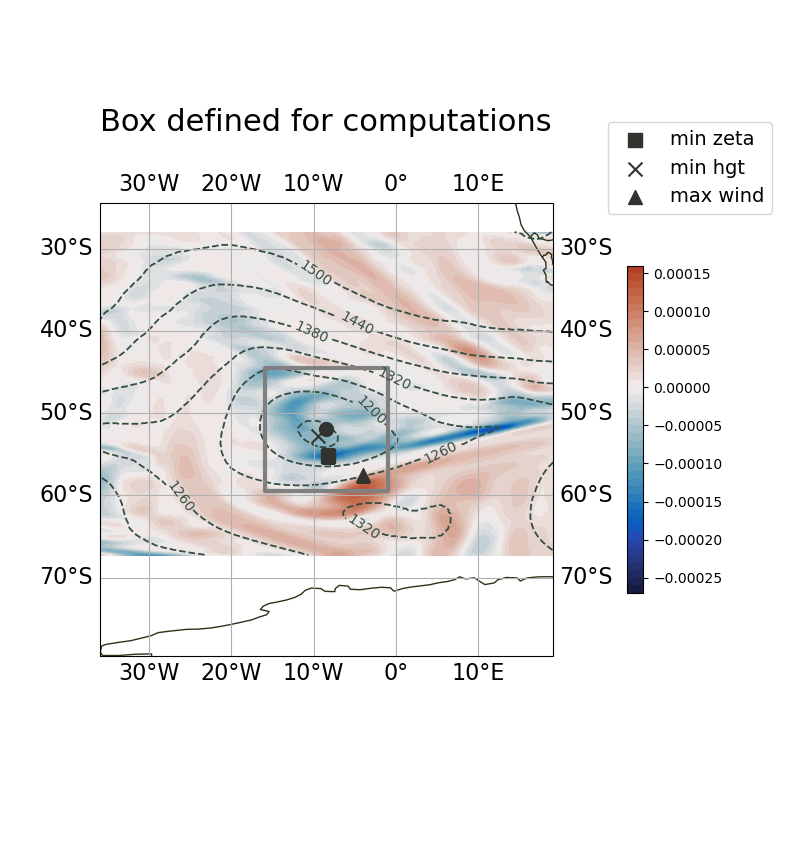 Box defined for computations
min zeta
min hgt
max wind
30°W 20°W 10°W 0° 10°E
30°S 30°S
40°S 40°S
50°S 50°S
60°S 60°S
70°S 70°S
1500
1440
1380
1320
1200
1260
1260
1320
0.00015
0.00010
0.00005
0.00000
−0.00005
−0.00010
−0.00015
−0.00020
−0.00025
30°W 20°W 10°W 0° 10°E